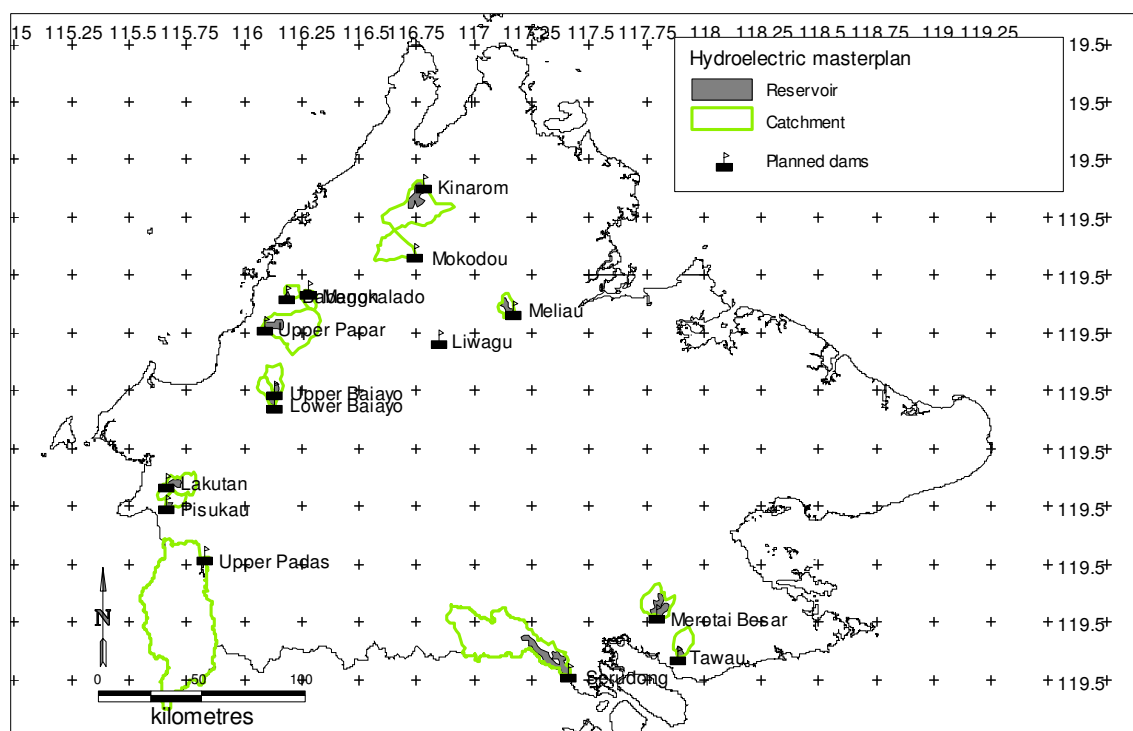 15 115.25 115.5 115.75 116 116.25 116.5 116.75 117 117.25 117.5 117.75 118 118.25 118.5 118.75 119 119.25
19.5
Hydroelectric masterplan
Reservoir
Catchment
Planned dams
19.5
119.5
Kinarom
119.5
Mokodou
119.5
Mangkalado
Meliau
Upper Papar
Liwagu
119.5
Upper Baiayo
119.5
Lower Baiayo
119.5
Lakutan
119.5
Pisukau
Upper Padas
119.5
Merotai Besar
119.5
Tawau
Serudong
119.5
N
0 50 100
kilometres